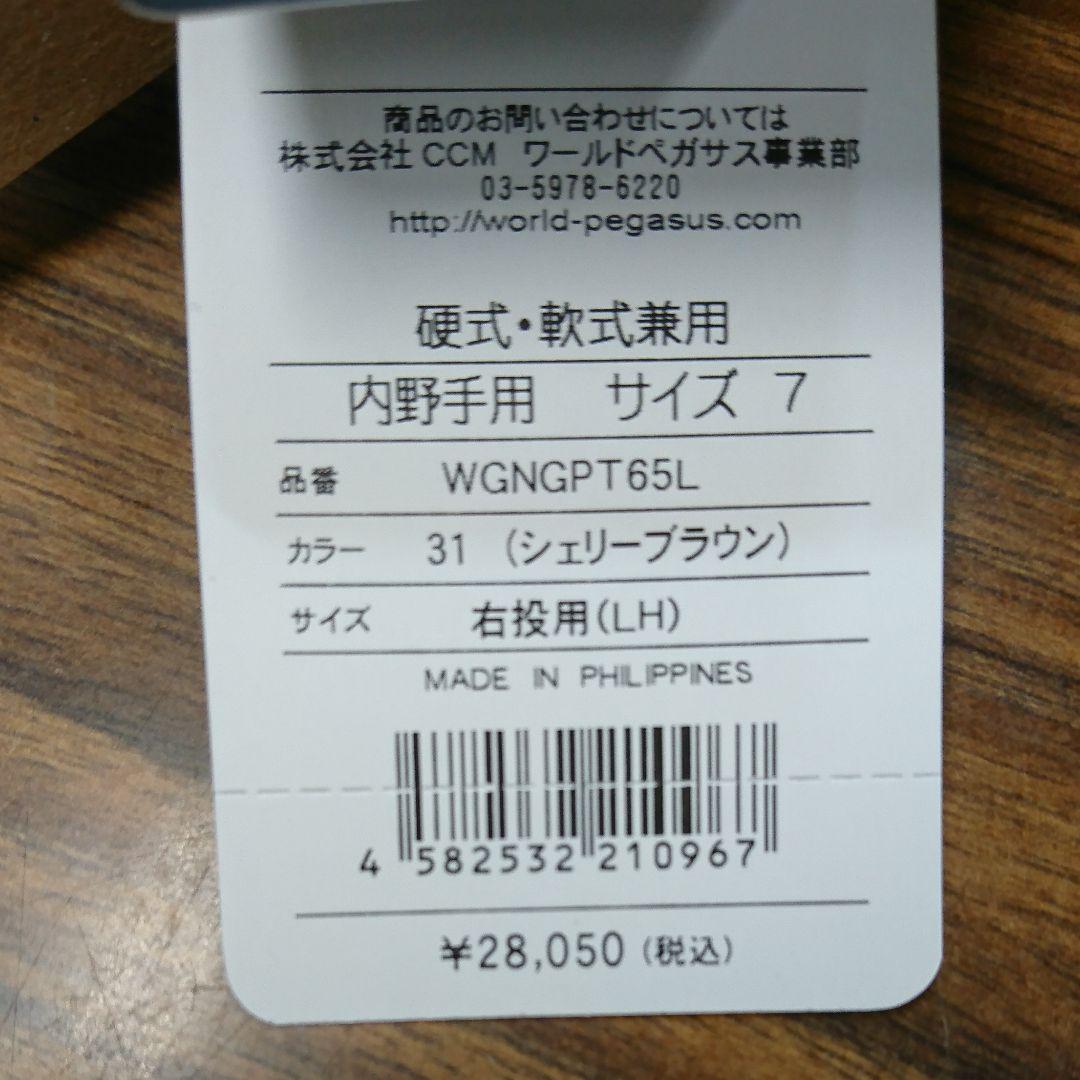 商品のお問い合わせについては
株式会社 CCM ワールドペガサス事業部
03-5978-6220
http://world-pegasus.com
硬式・軟式兼用
内野手用 サイズ 7
品番 WGNGPT65L
カラー 31 (シェリーブラウン)
サイズ 右投用(LH)
MADE IN PHILIPPINES
4 582532 210967
¥28,050 (税込)